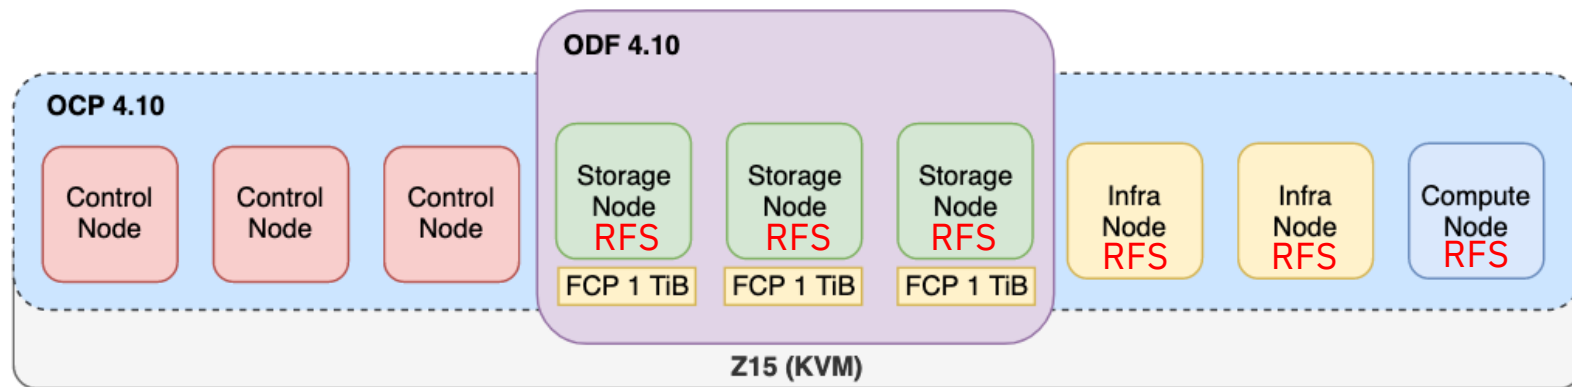 ODF 4.10
OCP 4.10
Control
Node
Control
Node
Control
Node
Storage
Node
RFS
FCP 1 TiB
Storage
Node
RFS
FCP 1 TiB
Storage
Node
RFS
FCP 1 TiB
Infra
Node
RFS
Infra
Node
RFS
Compute
Node
RFS
Z15 (KVM)